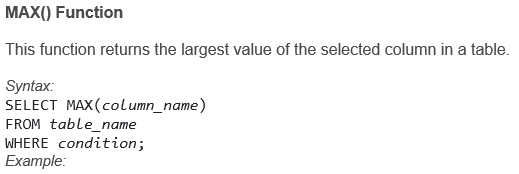 MAX() Function
This function returns the largest value of the selected column in a table.
Syntax:
SELECT MAX(column_name)
FROM table_name
WHERE condition;
Example: